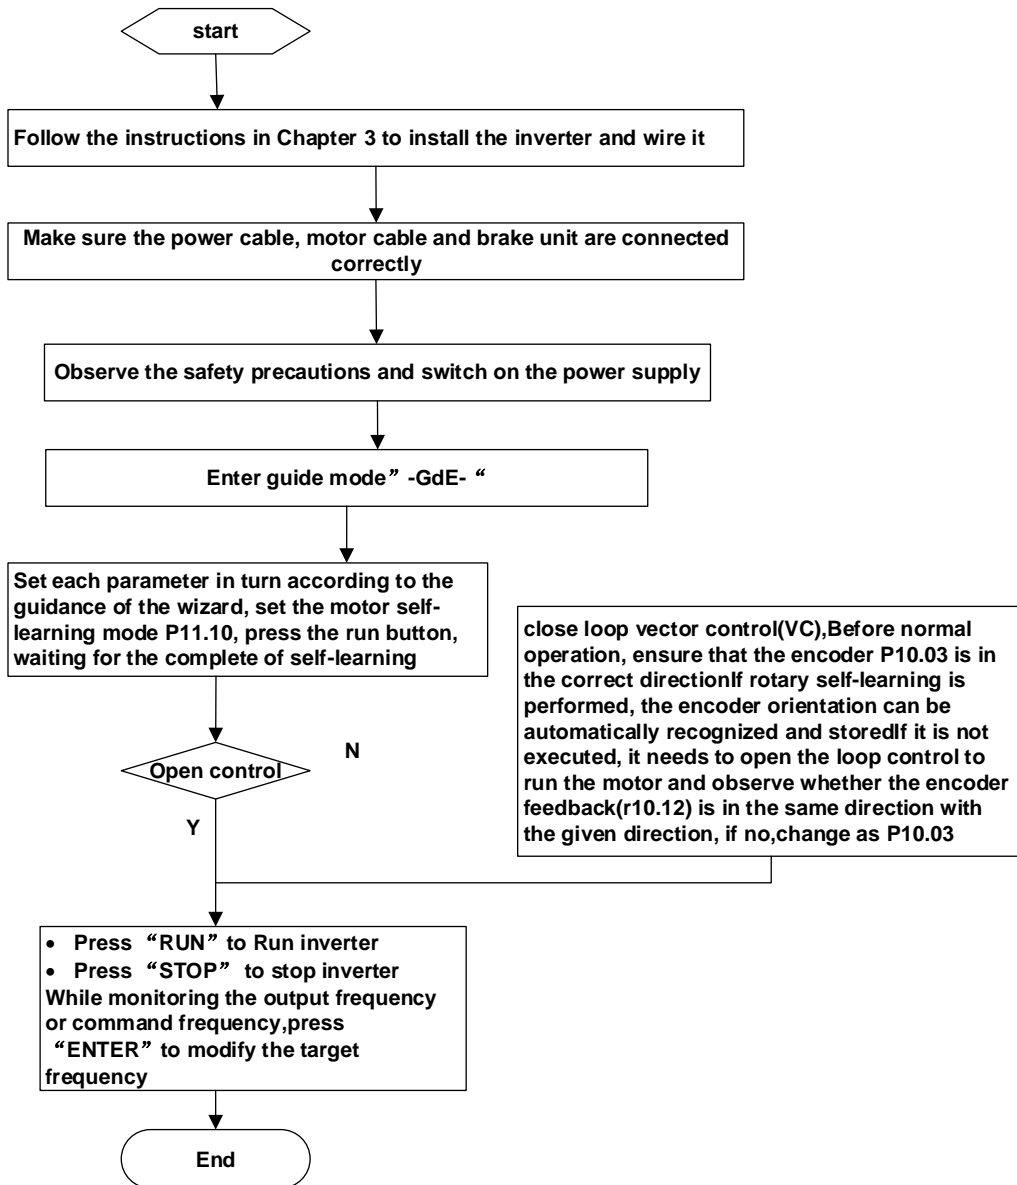 start
Follow the instructions in Chapter 3 to install the inverter and wire it
Make sure the power cable, motor cable and brake unit are connected
correctly
Observe the safety precautions and switch on the power supply
Enter guide mode” -GdE- “
Set each parameter in turn according to the
guidance of the wizard, set the motor self-
learning mode P11.10, press the run button,
waiting for the complete of self-learning
Open control
N
Y
close loop vector control(VC),Before normal
operation, ensure that the encoder P10.03 is in
the correct directionIf rotary self-learning is
performed, the encoder orientation can be
automatically recognized and storedIf it is not
executed, it needs to open the loop control to
run the motor and observe whether the encoder
feedback(r10.12) is in the same direction with
the given direction, if no,change as P10.03
• Press “RUN” to Run inverter
• Press “STOP” to stop inverter
While monitoring the output frequency
or command frequency,press
“ENTER” to modify the target
frequency
End